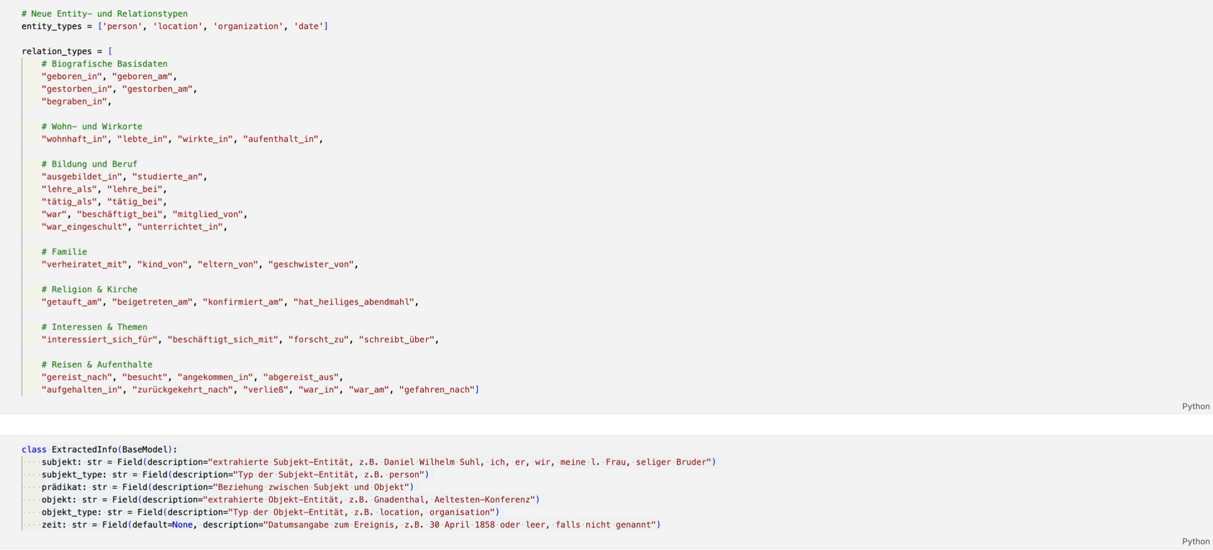 # Neue Entity- und Relationstypen
entity_types = ['person', 'location', 'organization', 'date']
relation_types = [
# Biografische Basisdaten
"geboren_in", "geboren_am",
"gestorben_in", "gestorben_am",
"begraben_in",
# Wohn- und Wirkorte
"wohnhaft_in", "lebte_in", "wirkte_in", "aufenthalt_in",
# Bildung und Beruf
"ausgebildet_in", "studierte_an",
"lehre_als", "lehre_bei",
"tätig_als", "tätig_bei",
"war", "beschäftigt_bei", "mitglied_von",
"war_eingeschult", "unterrichtet_in",
# Familie
"verheiratet_mit", "kind_von", "eltern_von", "geschwister_von",
# Religion & Kirche
"getauft_am", "beigetreten_am", "konfirmiert_am", "hat_heiliges_abendmahl",
# Interessen & Themen
"interessiert_sich_für", "beschäftigt_sich_mit", "forscht_zu", "schreibt_über",
# Reisen & Aufenthalte
"gereist_nach", "besucht", "angekommen_in", "abgereist_aus",
"aufgehalten_in", "zurückgekehrt_nach", "verließ", "war_in", "war_am", "gefahren_nach"]
Python
class ExtractedInfo(BaseModel):
subjekt: str = Field(description="extrahierte Subjekt-Entität, z.B. Daniel Wilhelm Suhl, ich, er, wir, meine l. Frau, seliger Bruder")
subjekt_type: str = Field(description="Typ der Subjekt-Entität, z.B. person")
prädikat: str = Field(description="Beziehung zwischen Subjekt und Objekt")
objekt: str = Field(description="extrahierte Objekt-Entität, z.B. Gnadenthal, Aeltesten-Konferenz")
objekt_type: str = Field(description="Typ der Objekt-Entität, z.B. location, organisation")
zeit: str = Field(default=None, description="Datumsangabe zum Ereignis, z.B. 30 April 1858 oder leer, falls nicht genannt")
Python